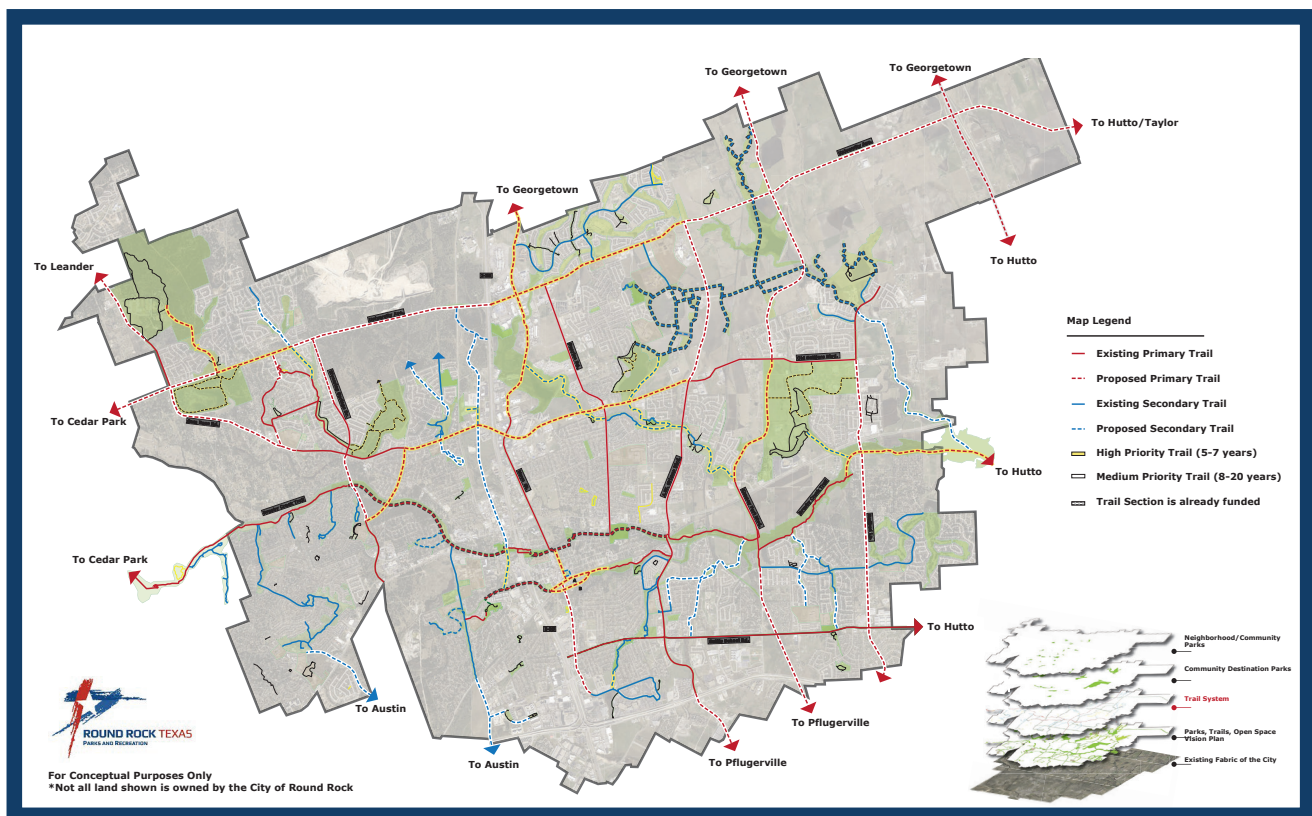 To Georgetown
To Georgetown
To Hutto/Taylor
To Georgetown
To Hutto
To Leander
To Cedar Park
To Hutto
To Cedar Park
To Hutto
To Austin
To Austin
To Pflugerville
To Pflugerville
Map Legend
Existing Primary Trail
Proposed Primary Trail
Existing Secondary Trail
Proposed Secondary Trail
High Priority Trail (5-7 years)
Medium Priority Trail (8-20 years)
Trail Section is already funded
Neighborhood/Community
Parks
Community Destination Parks
Trail System
Parks, Trails, Open Space
Vision Plan
Existing Fabric of the City
ROUND ROCK TEXAS
PARKS AND RECREATION
For Conceptual Purposes Only
*Not all land shown is owned by the City of Round Rock